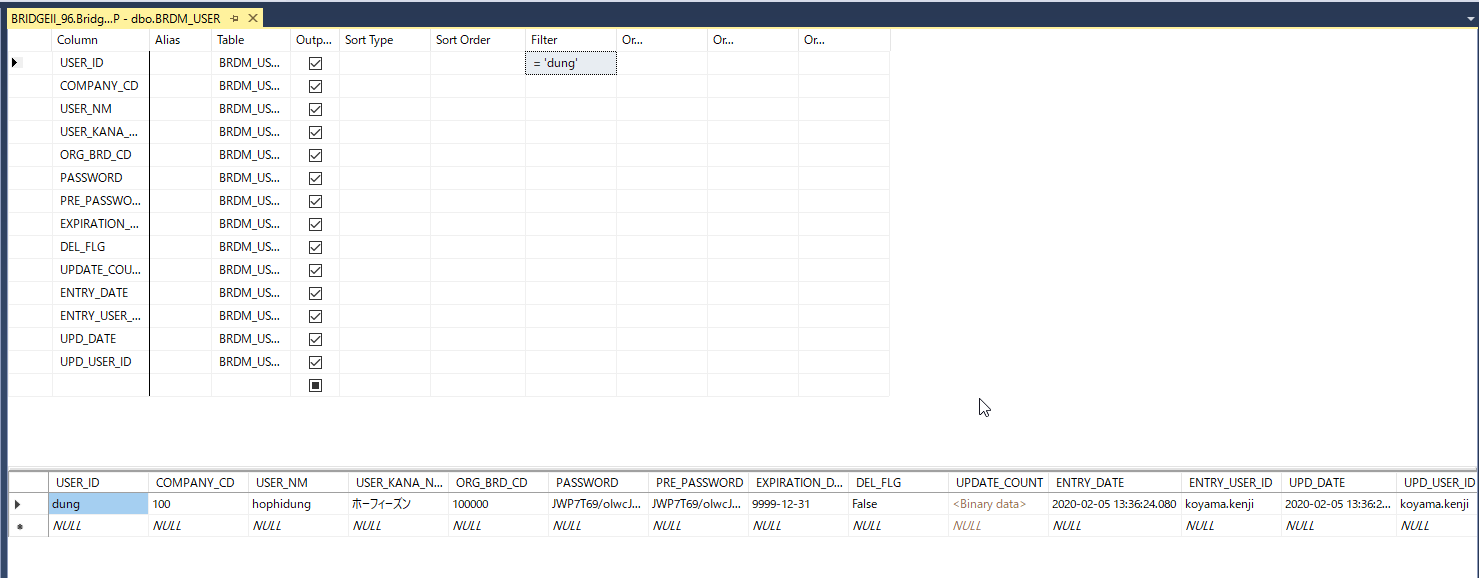 BRIDGEII_96.Bridg...P - dbo.BRDM_USER
Column Alias Table Outp... Sort Type Sort Order Filter Or... Or... Or...
USER_ID BRDM_US... = 'dung'
COMPANY_CD BRDM_US...
USER_NM BRDM_US...
USER_KANA_... BRDM_US...
ORG_BRD_CD BRDM_US...
PASSWORD BRDM_US...
PRE_PASSWO... BRDM_US...
EXPIRATION_... BRDM_US...
DEL_FLG BRDM_US...
UPDATE_COU... BRDM_US...
ENTRY_DATE BRDM_US...
ENTRY_USER_... BRDM_US...
UPD_DATE BRDM_US...
UPD_USER_ID BRDM_US...
USER_ID COMPANY_CD USER_NM USER_KANA_N... ORG_BRD_CD PASSWORD PRE_PASSWORD EXPIRATION_D... DEL_FLG UPDATE_COUNT ENTRY_DATE ENTRY_USER_ID UPD_DATE UPD_USER_ID
dung 100 hophidung ホーフィーズン 100000 JWP7T69/olwcJ... JWP7T69/olwcJ... 9999-12-31 False <Binary data> 2020-02-05 13:36:24.080 koyama.kenji 2020-02-05 13:36:2... koyama.kenji
NULL NULL NULL NULL NULL NULL NULL NULL NULL NULL NULL NULL NULL NULL